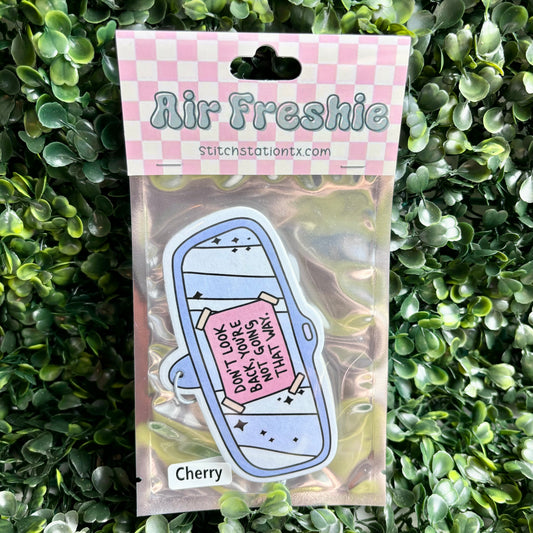 Air Freshie
stitchstationtx.com
DON'T LOOK
BACK, YOU'RE
NOT GOING
THAT WAY.
Cherry